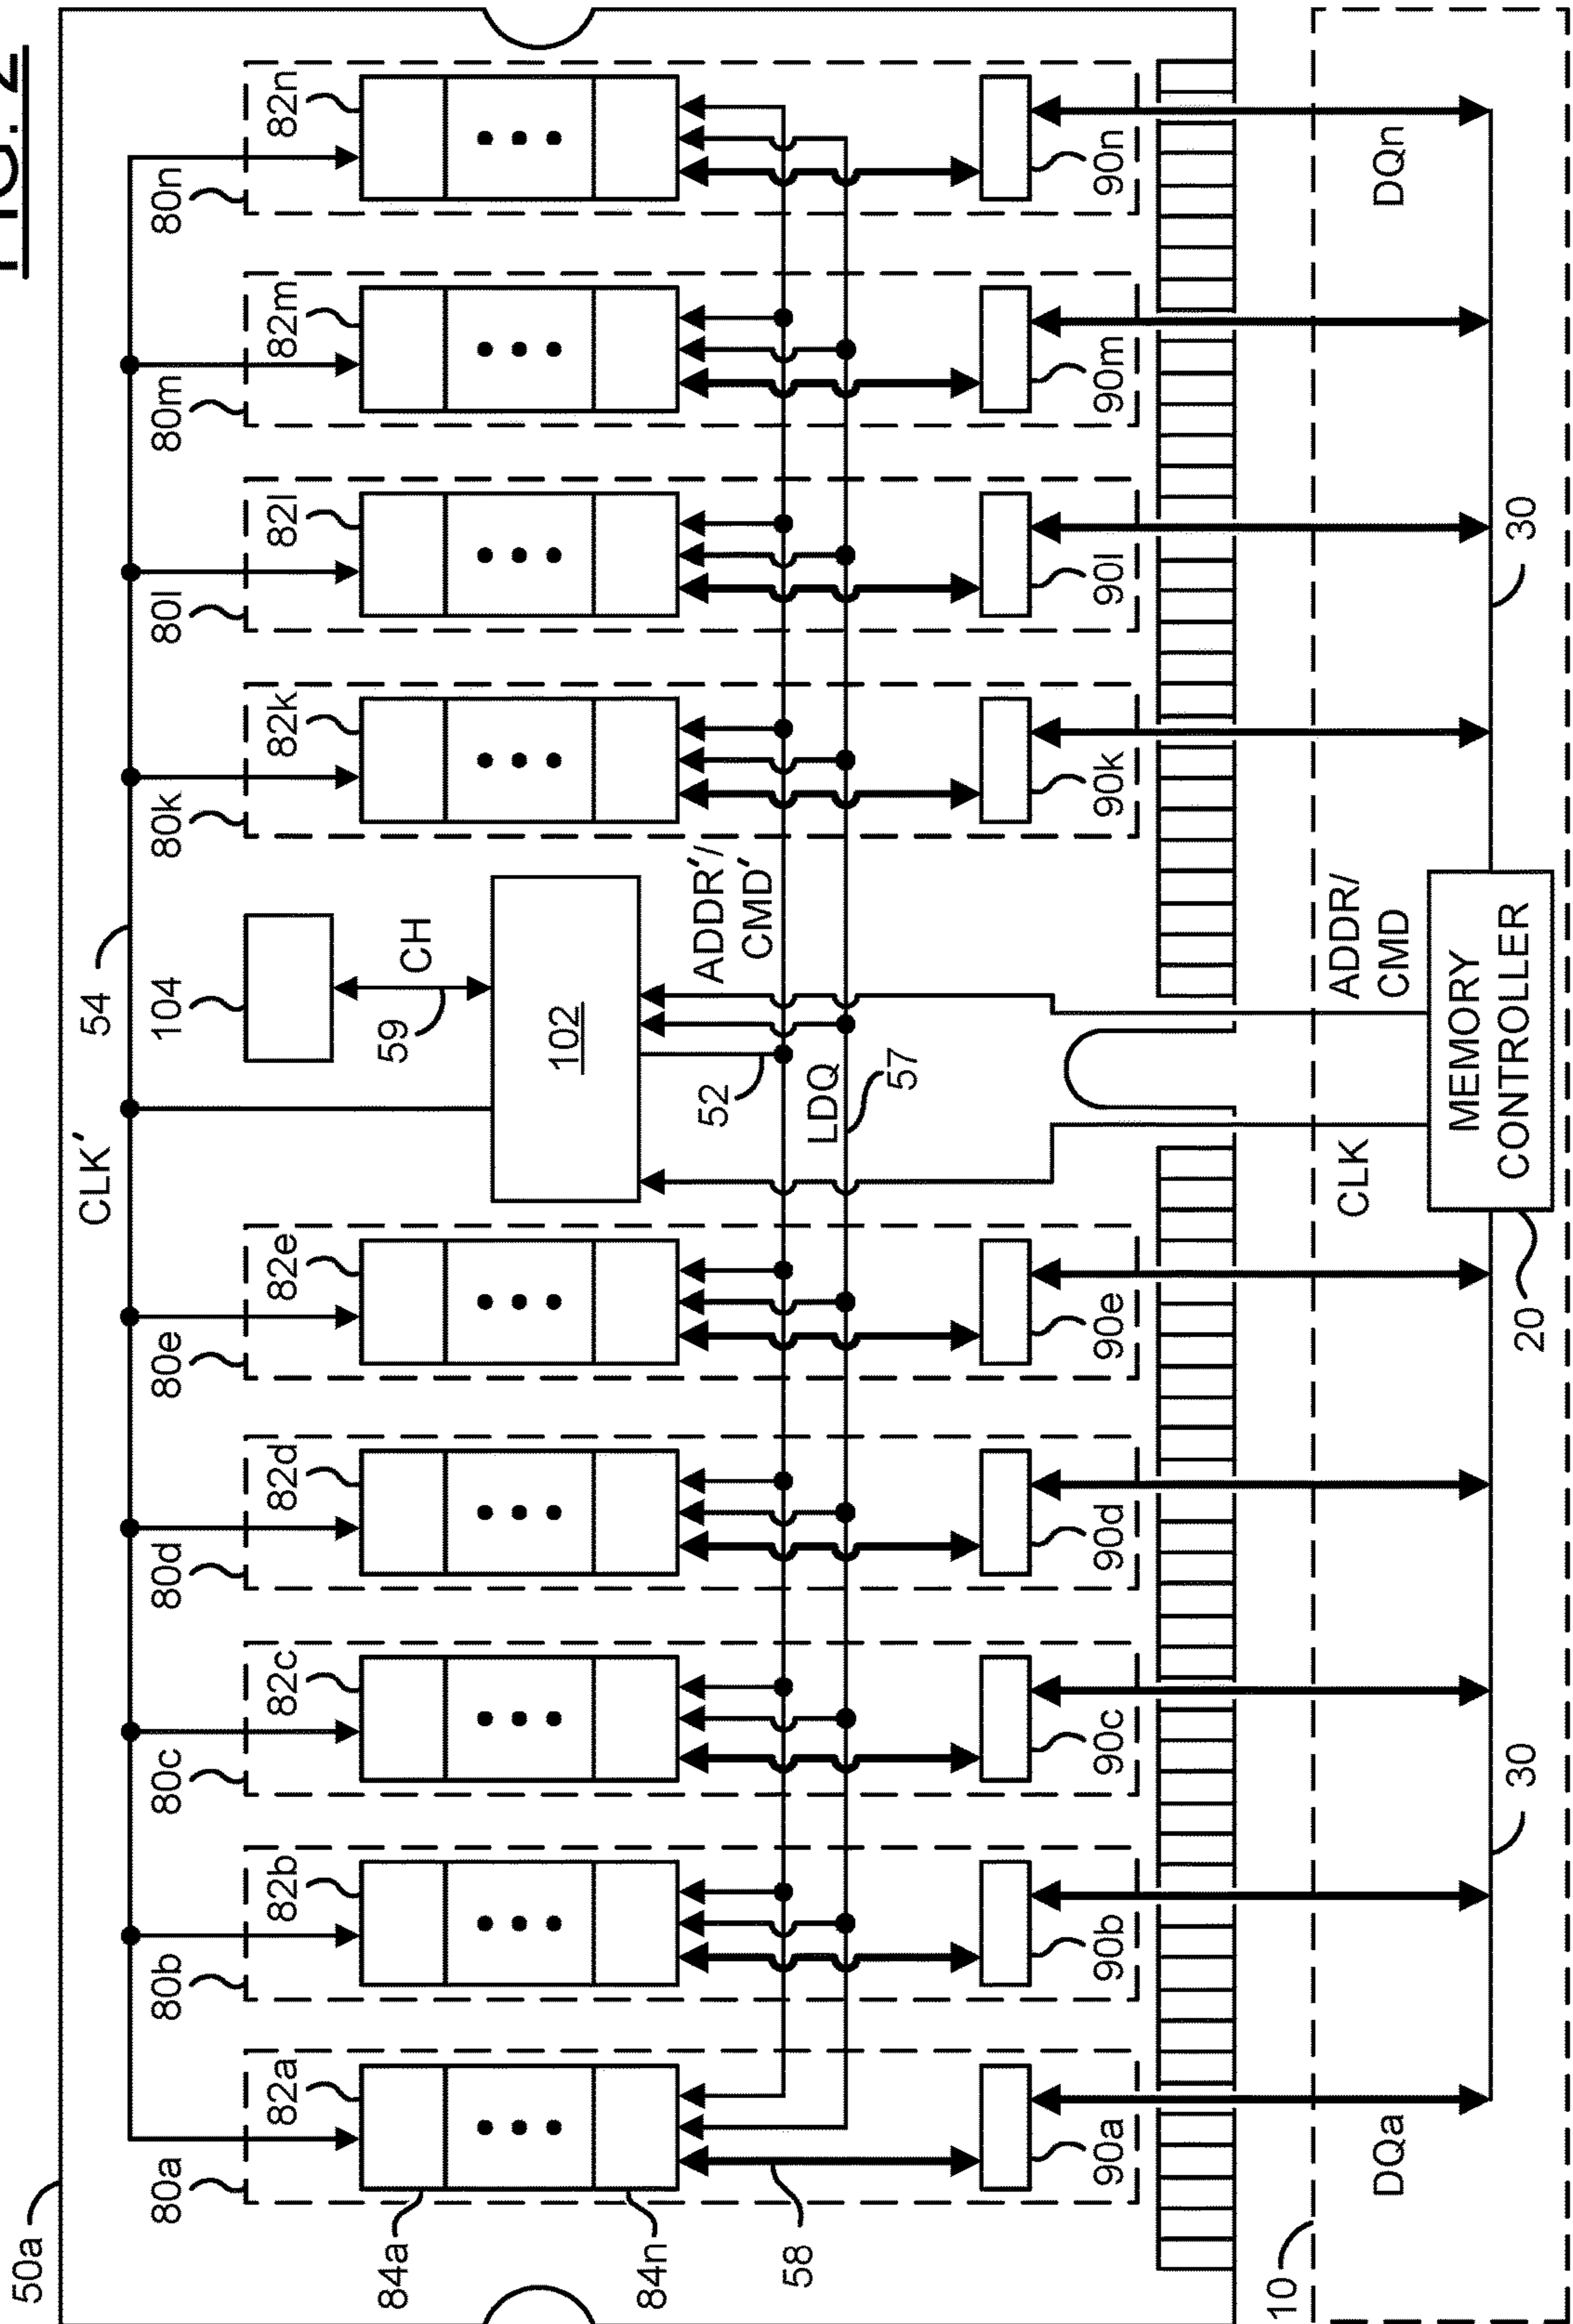 FIG. 2
50a
CLK′
54
80a
80b
80c
80d
80e
104
80k
80l
80m
80n
82a
82b
82c
82d
82e
82k
82l
82m
82n
84a
84n
59
CH
102
52
ADDR′/
CMD′
58
LDQ
57
90a
90b
90c
90d
90e
90k
90l
90m
90n
10
DQa
CLK
ADDR/
CMD
DQn
30
20
MEMORY
CONTROLLER
30